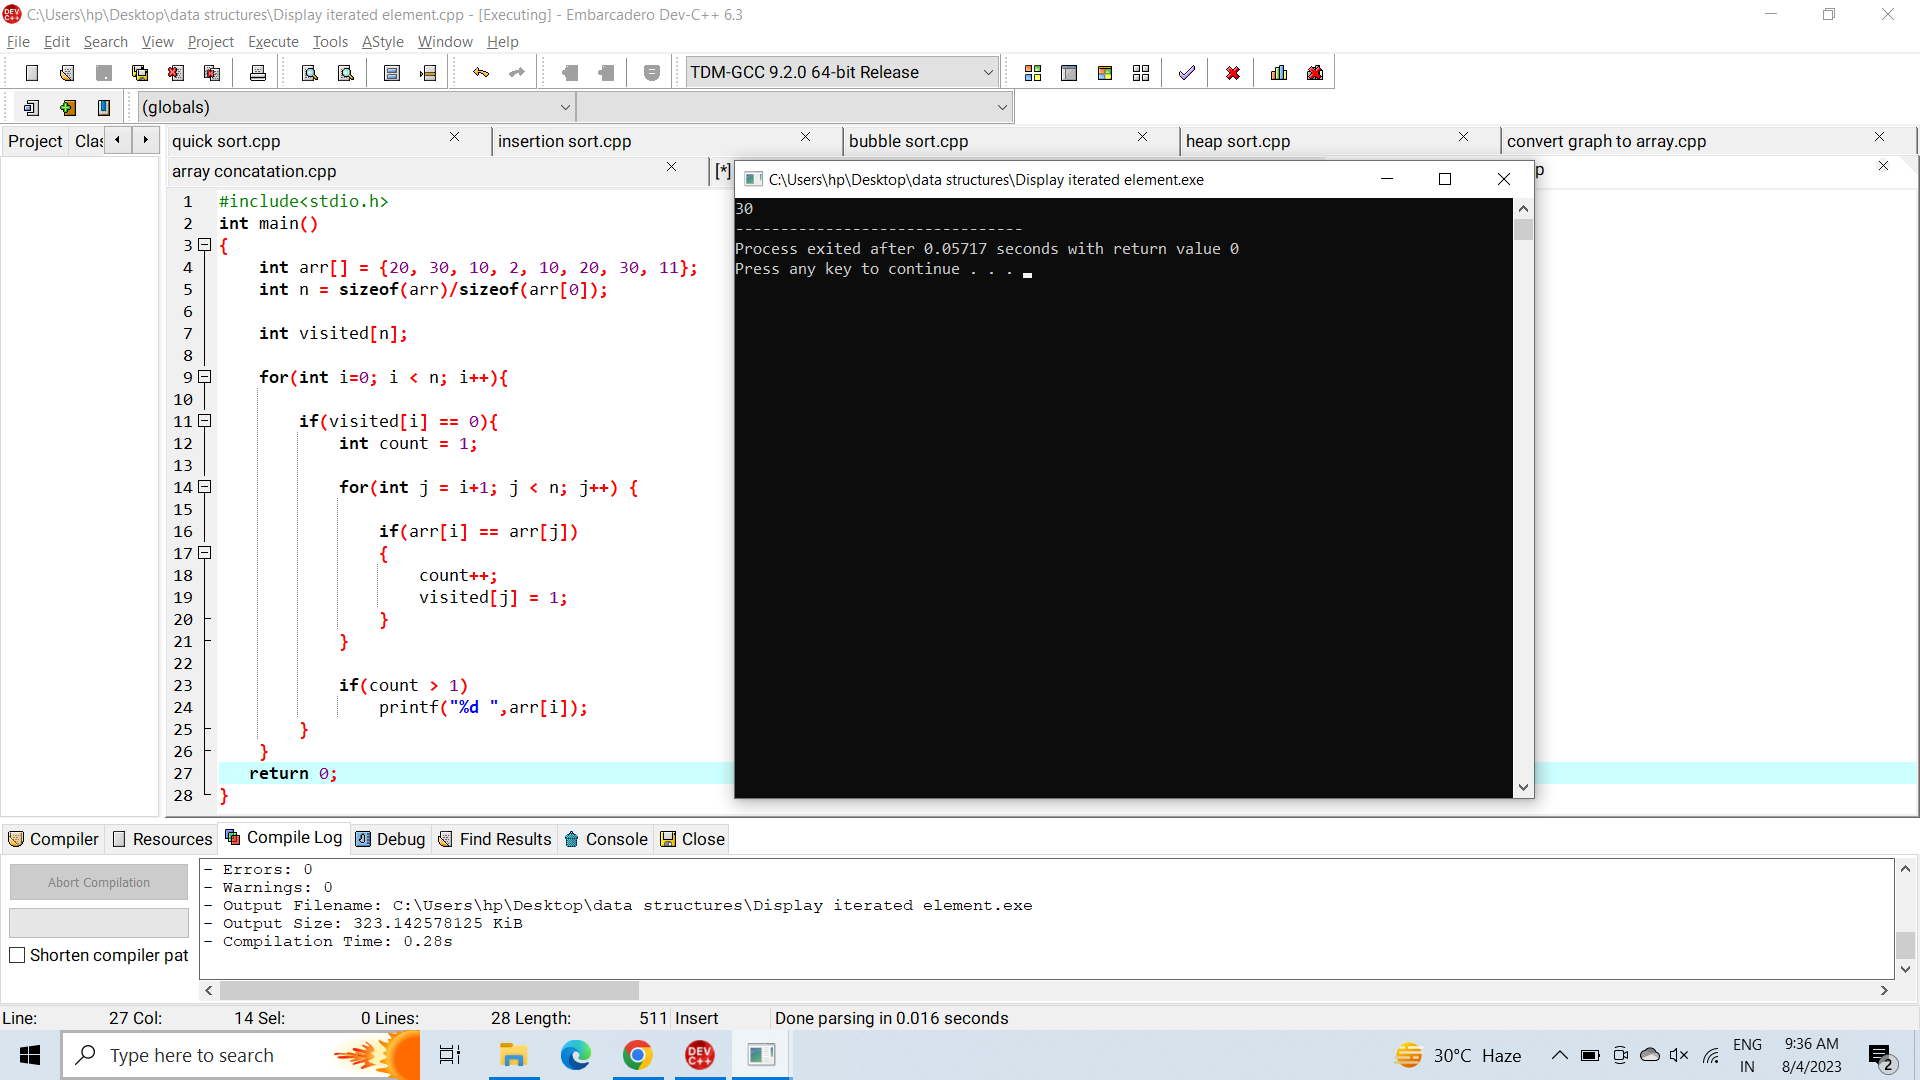 C:\Users\hp\Desktop\data structures\Display iterated element.cpp - [Executing] - Embarcadero Dev-C++ 6.3
File Edit Search View Project Execute Tools AStyle Window Help
TDM-GCC 9.2.0 64-bit Release
(globals)
Project Clas quick sort.cpp insertion sort.cpp bubble sort.cpp heap sort.cpp convert graph to array.cpp
array concatation.cpp [*] p
C:\Users\hp\Desktop\data structures\Display iterated element.exe
30
--------------------------------
Process exited after 0.05717 seconds with return value 0
Press any key to continue . . .
1 #include<stdio.h>
2 int main()
3 {
4 int arr[] = {20, 30, 10, 2, 10, 20, 30, 11};
5 int n = sizeof(arr)/sizeof(arr[0]);
6
7 int visited[n];
8
9 for(int i=0; i < n; i++){
10
11 if(visited[i] == 0){
12 int count = 1;
13
14 for(int j = i+1; j < n; j++) {
15
16 if(arr[i] == arr[j])
17 {
18 count++;
19 visited[j] = 1;
20 }
21 }
22
23 if(count > 1)
24 printf("%d ",arr[i]);
25 }
26 }
27 return 0;
28 }
Compiler Resources Compile Log Debug Find Results Console Close
Abort Compilation
Shorten compiler pat
- Errors: 0
- Warnings: 0
- Output Filename: C:\Users\hp\Desktop\data structures\Display iterated element.exe
- Output Size: 323.142578125 KiB
- Compilation Time: 0.28s
Line: 27 Col: 14 Sel: 0 Lines: 28 Length: 511 Insert Done parsing in 0.016 seconds
Type here to search
DEV C++
30°C Haze
ENG
IN
9:36 AM
8/4/2023
2